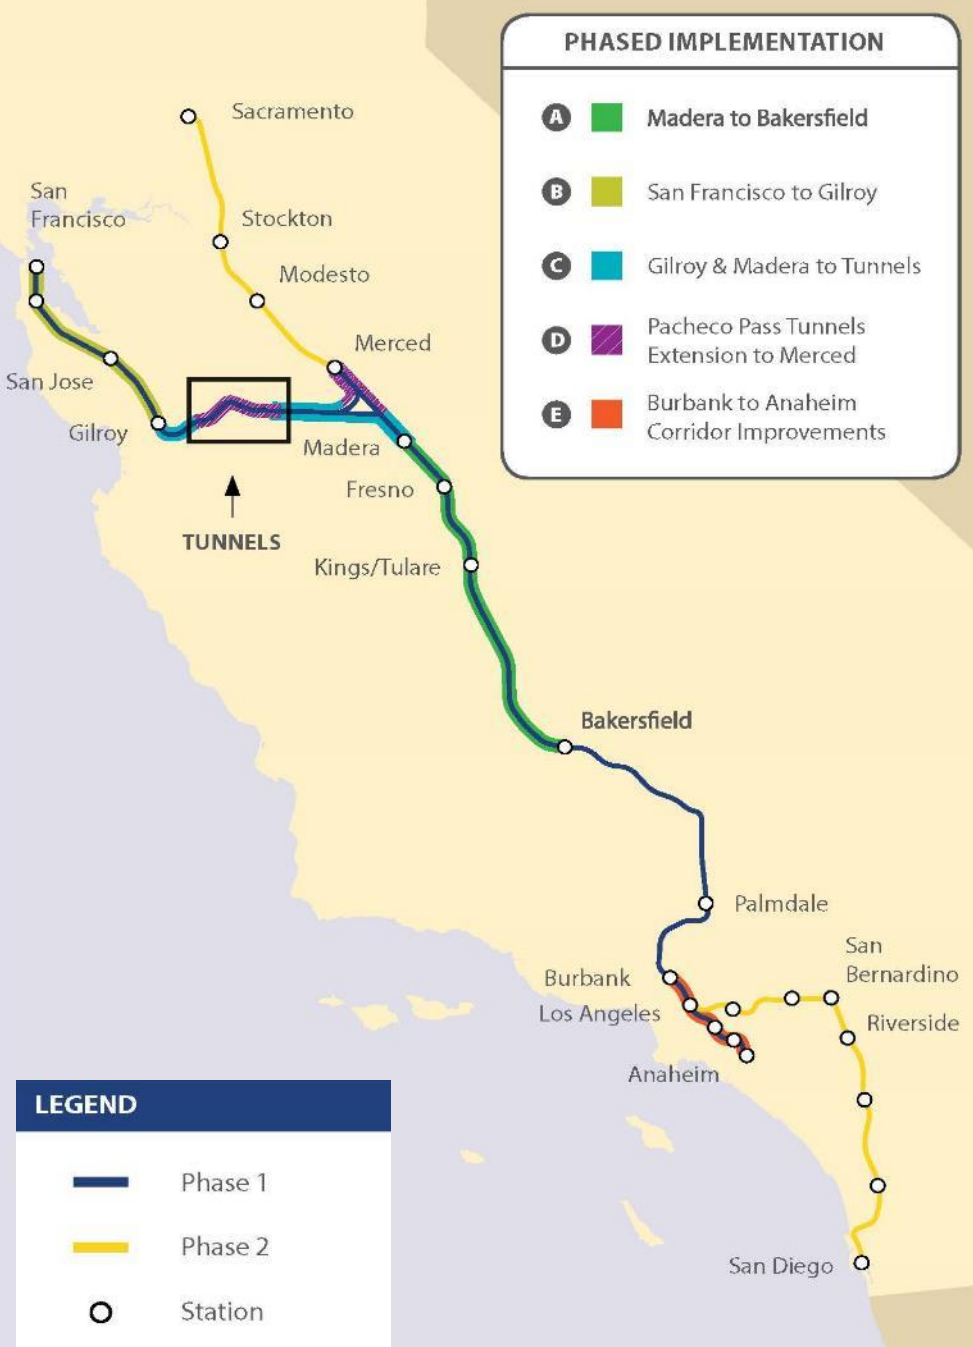 PHASED IMPLEMENTATION
A Madera to Bakersfield
B San Francisco to Gilroy
C Gilroy & Madera to Tunnels
D Pacheco Pass Tunnels
Extension to Merced
E Burbank to Anaheim
Corridor Improvements
Sacramento
San
Francisco
Stockton
Modesto
Merced
San Jose
Gilroy
Madera
Fresno
TUNNELS
Kings/Tulare
Bakersfield
Palmdale
San
Bernardino
Burbank
Los Angeles
Riverside
Anaheim
San Diego
LEGEND
Phase 1
Phase 2
Station